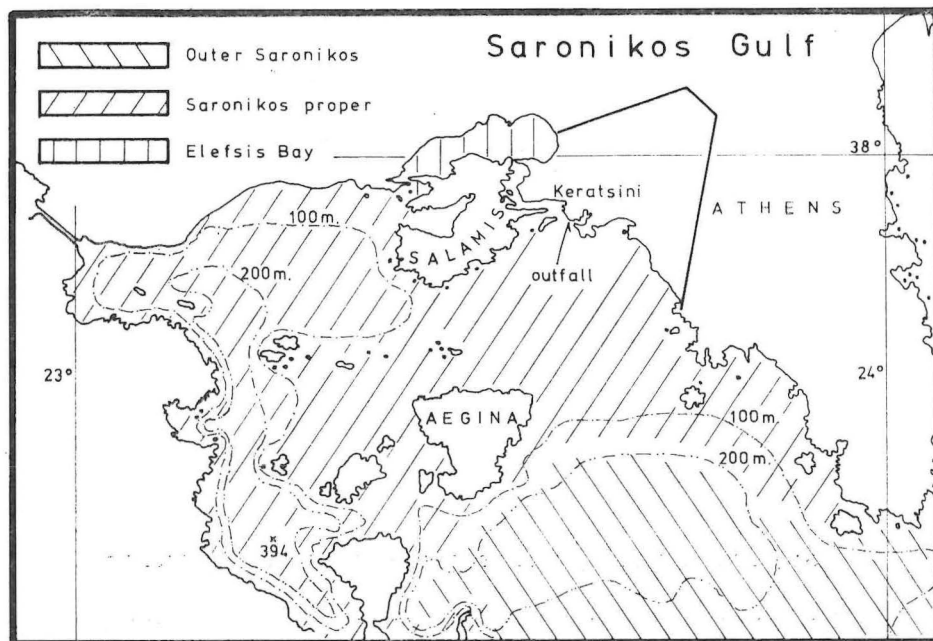 Saronikos Gulf
Outer Saronikos
Saronikos proper
Elefsis Bay
38°
Keratsini
ATHENS
100m.
SALAMIS
200m.
outfall
23°
24°
AEGINA
100m.
200m.
394